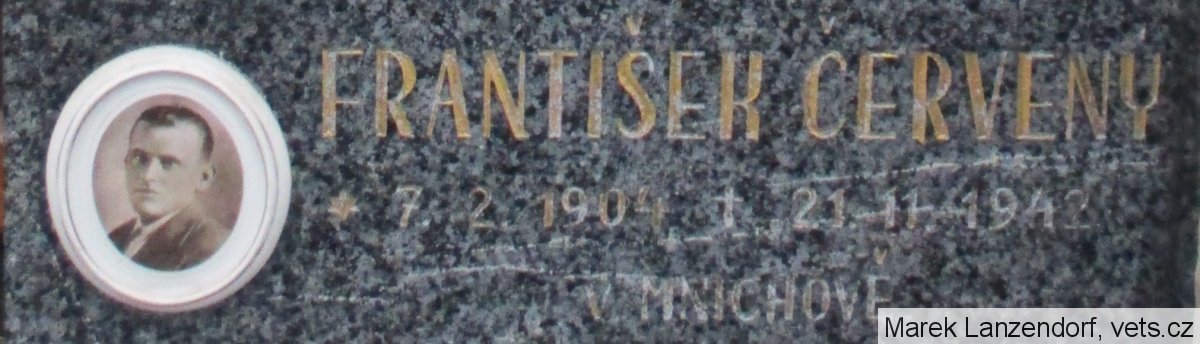 FRANTIŠEK ČERVENÝ
* 7 2 1904 † 21 11 1942
V MNICHOVĚ
Marek Lanzendorf, vets.cz